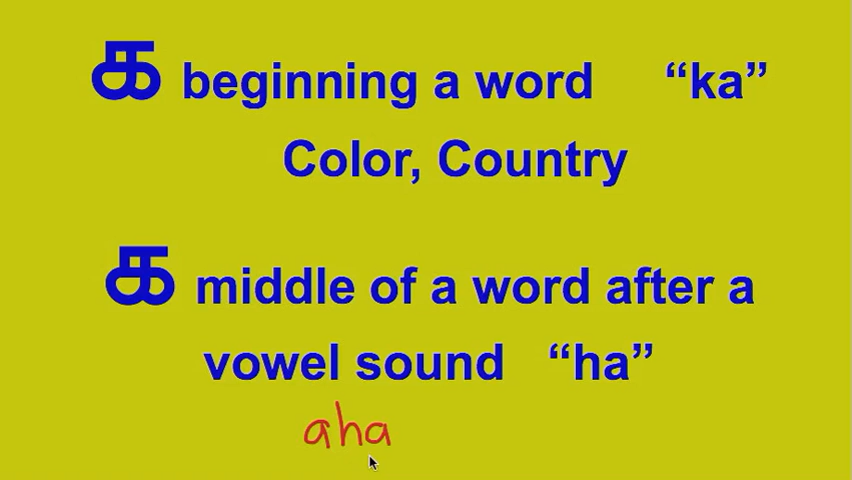 க beginning a word “ka”
Color, Country
க middle of a word after a
vowel sound “ha”
aha